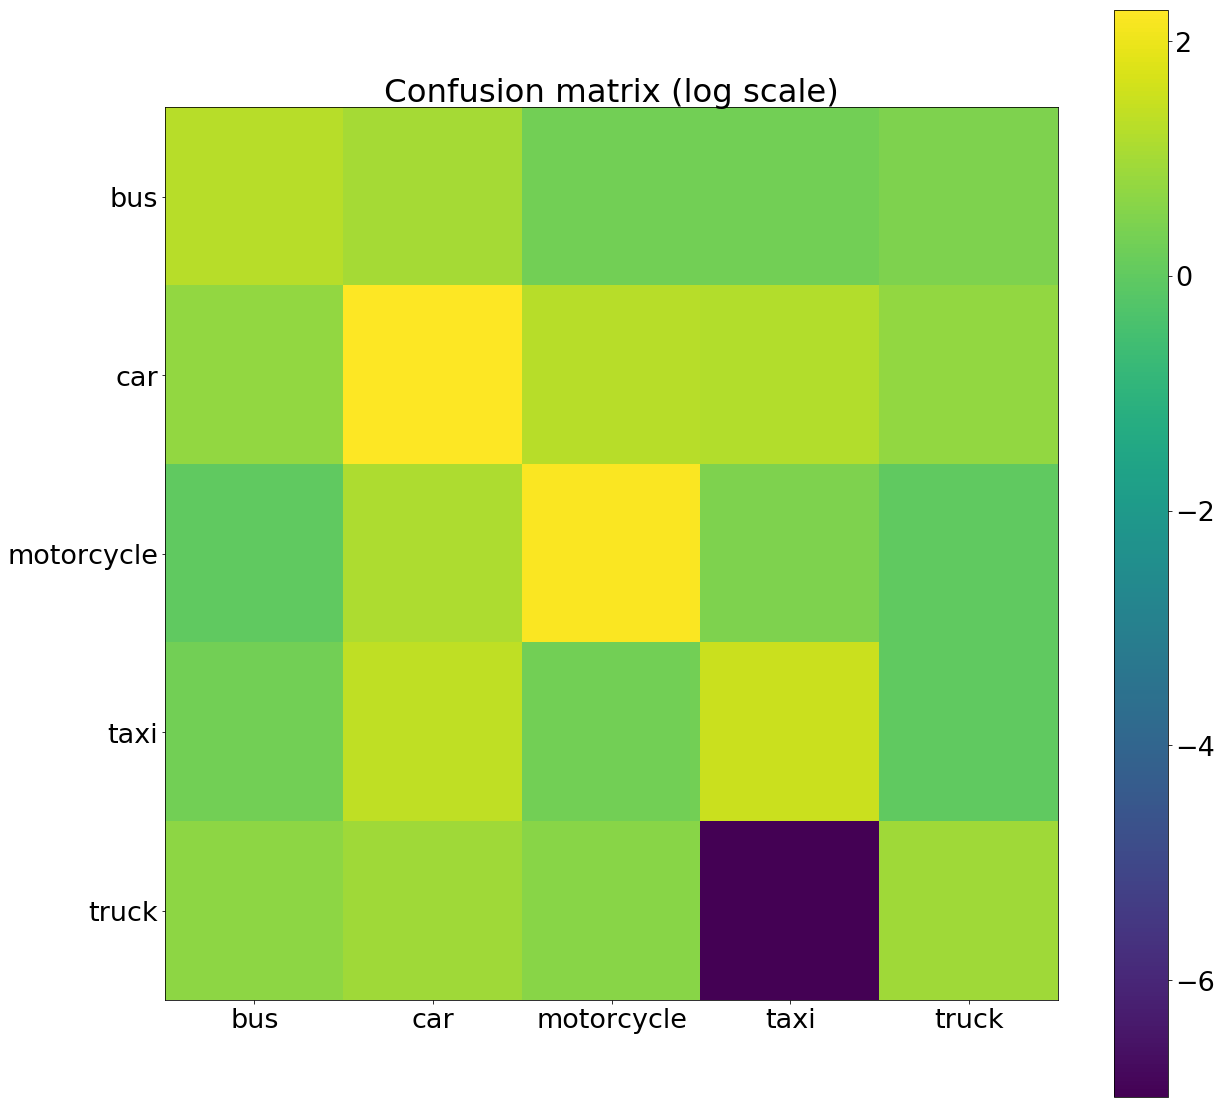 Confusion matrix (log scale)
bus
car
motorcycle
taxi
truck
bus car motorcycle taxi truck
2
0
−2
−4
−6